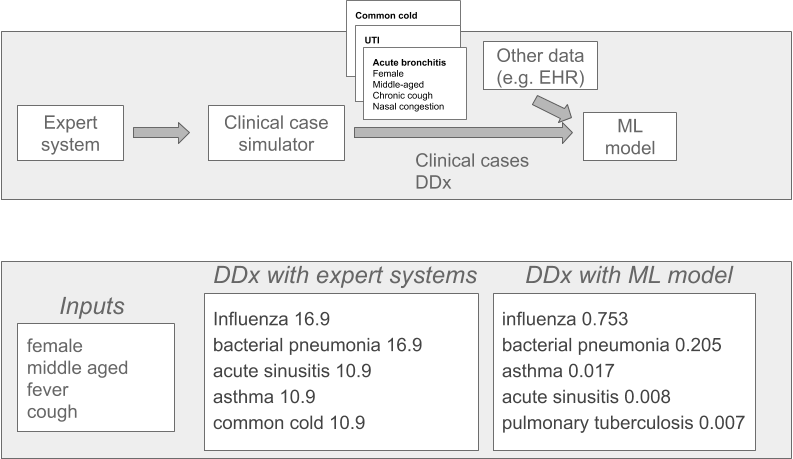 Common cold
UTI
Acute bronchitis
Female
Middle-aged
Chronic cough
Nasal congestion
Other data
(e.g. EHR)
Expert
system
Clinical case
simulator
ML
model
Clinical cases
DDx
Inputs
female
middle aged
fever
cough
DDx with expert systems
Influenza 16.9
bacterial pneumonia 16.9
acute sinusitis 10.9
asthma 10.9
common cold 10.9
DDx with ML model
influenza 0.753
bacterial pneumonia 0.205
asthma 0.017
acute sinusitis 0.008
pulmonary tuberculosis 0.007